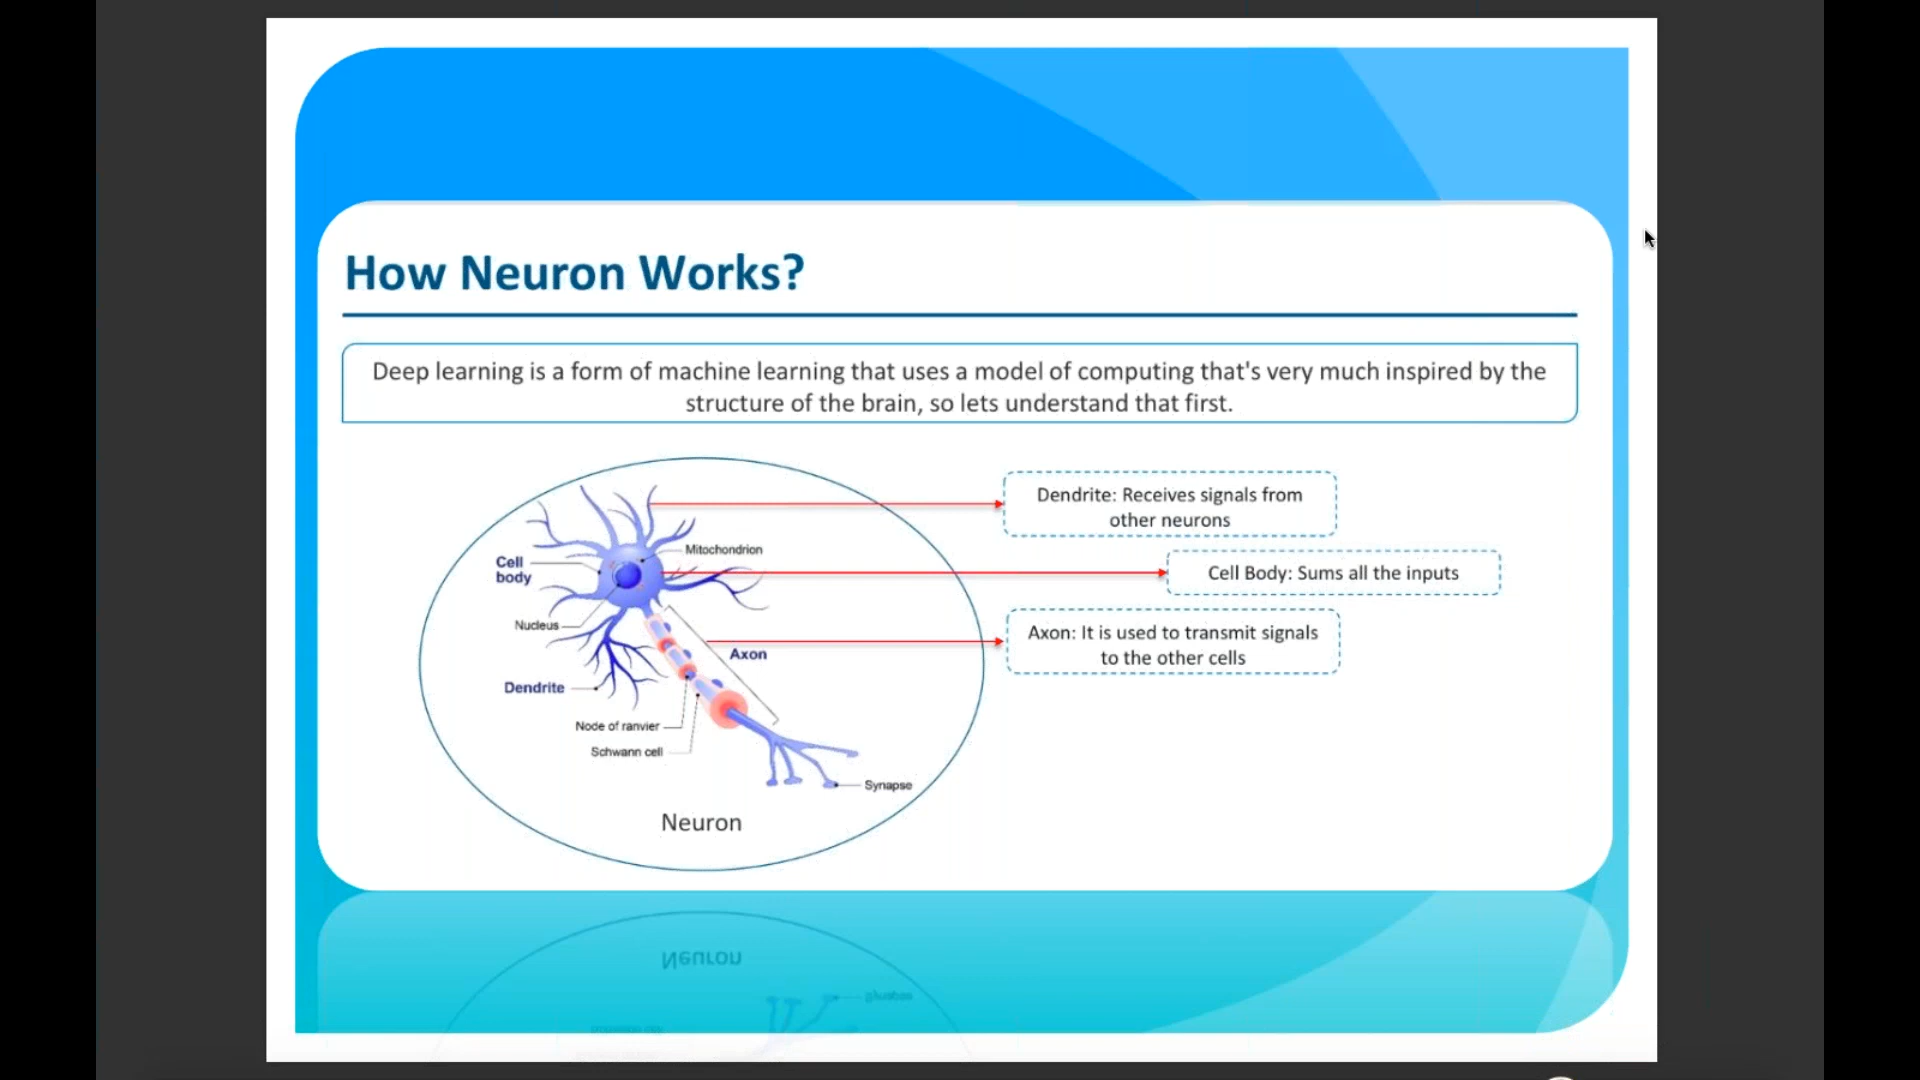 How Neuron Works?
Deep learning is a form of machine learning that uses a model of computing that's very much inspired by the
structure of the brain, so lets understand that first.
Dendrite: Receives signals from
other neurons
Mitochondrion
Cell
body
Cell Body: Sums all the inputs
Nucleus
Axon: It is used to transmit signals
to the other cells
Axon
Dendrite
Node of ranvier
Schwann cell
Synapse
Neuron
Neuron